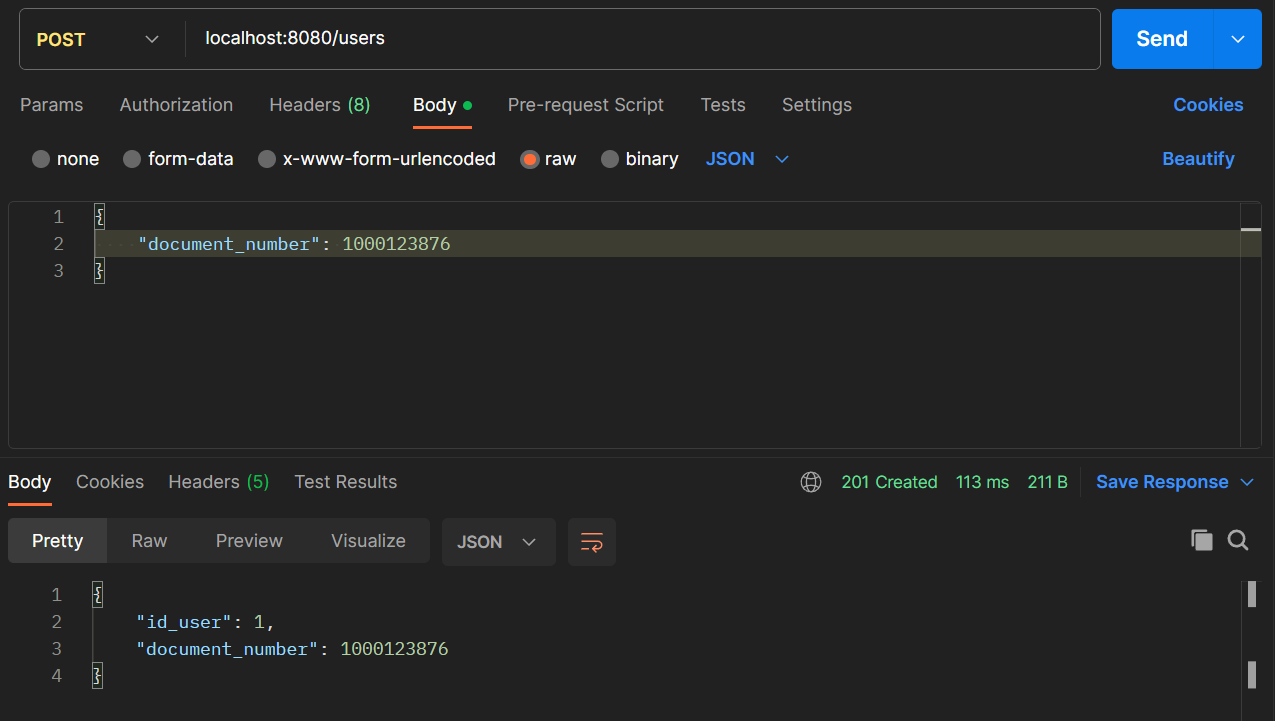 POST localhost:8080/users Send
Params Authorization Headers (8) Body Pre-request Script Tests Settings Cookies
none form-data x-www-form-urlencoded raw binary JSON Beautify
1 {
2 "document_number": 1000123876
3 }
Body Cookies Headers (5) Test Results 201 Created 113 ms 211 B Save Response
Pretty Raw Preview Visualize JSON
1 {
2 "id_user": 1,
3 "document_number": 1000123876
4 }